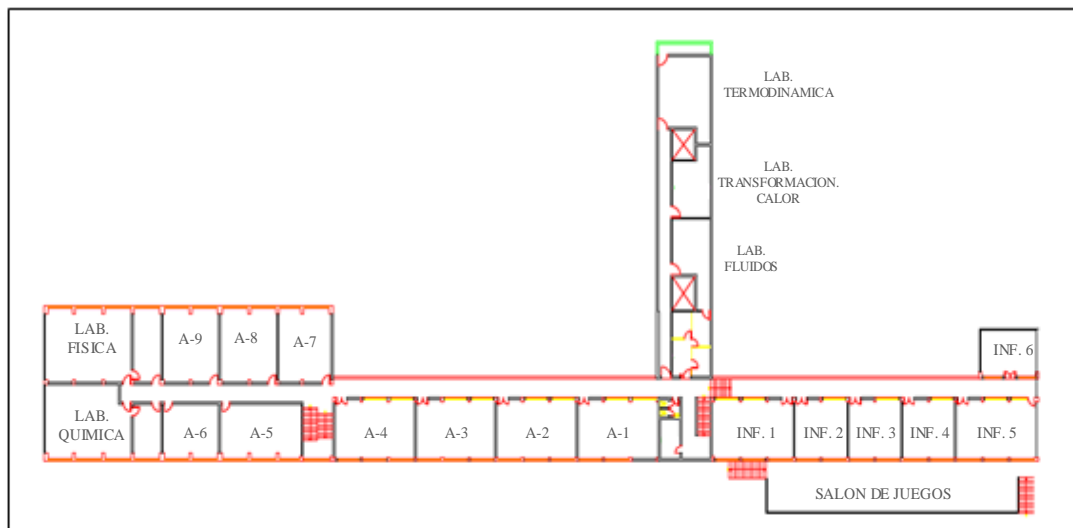 LAB.
TERMODINAMICA
LAB.
TRANSFORMACION.
CALOR
LAB.
FLUIDOS
LAB.
FISICA
A-9
A-8
A-7
INF. 6
LAB.
QUIMICA
A-6
A-5
A-4
A-3
A-2
A-1
INF. 1
INF. 2
INF. 3
INF. 4
INF. 5
SALON DE JUEGOS